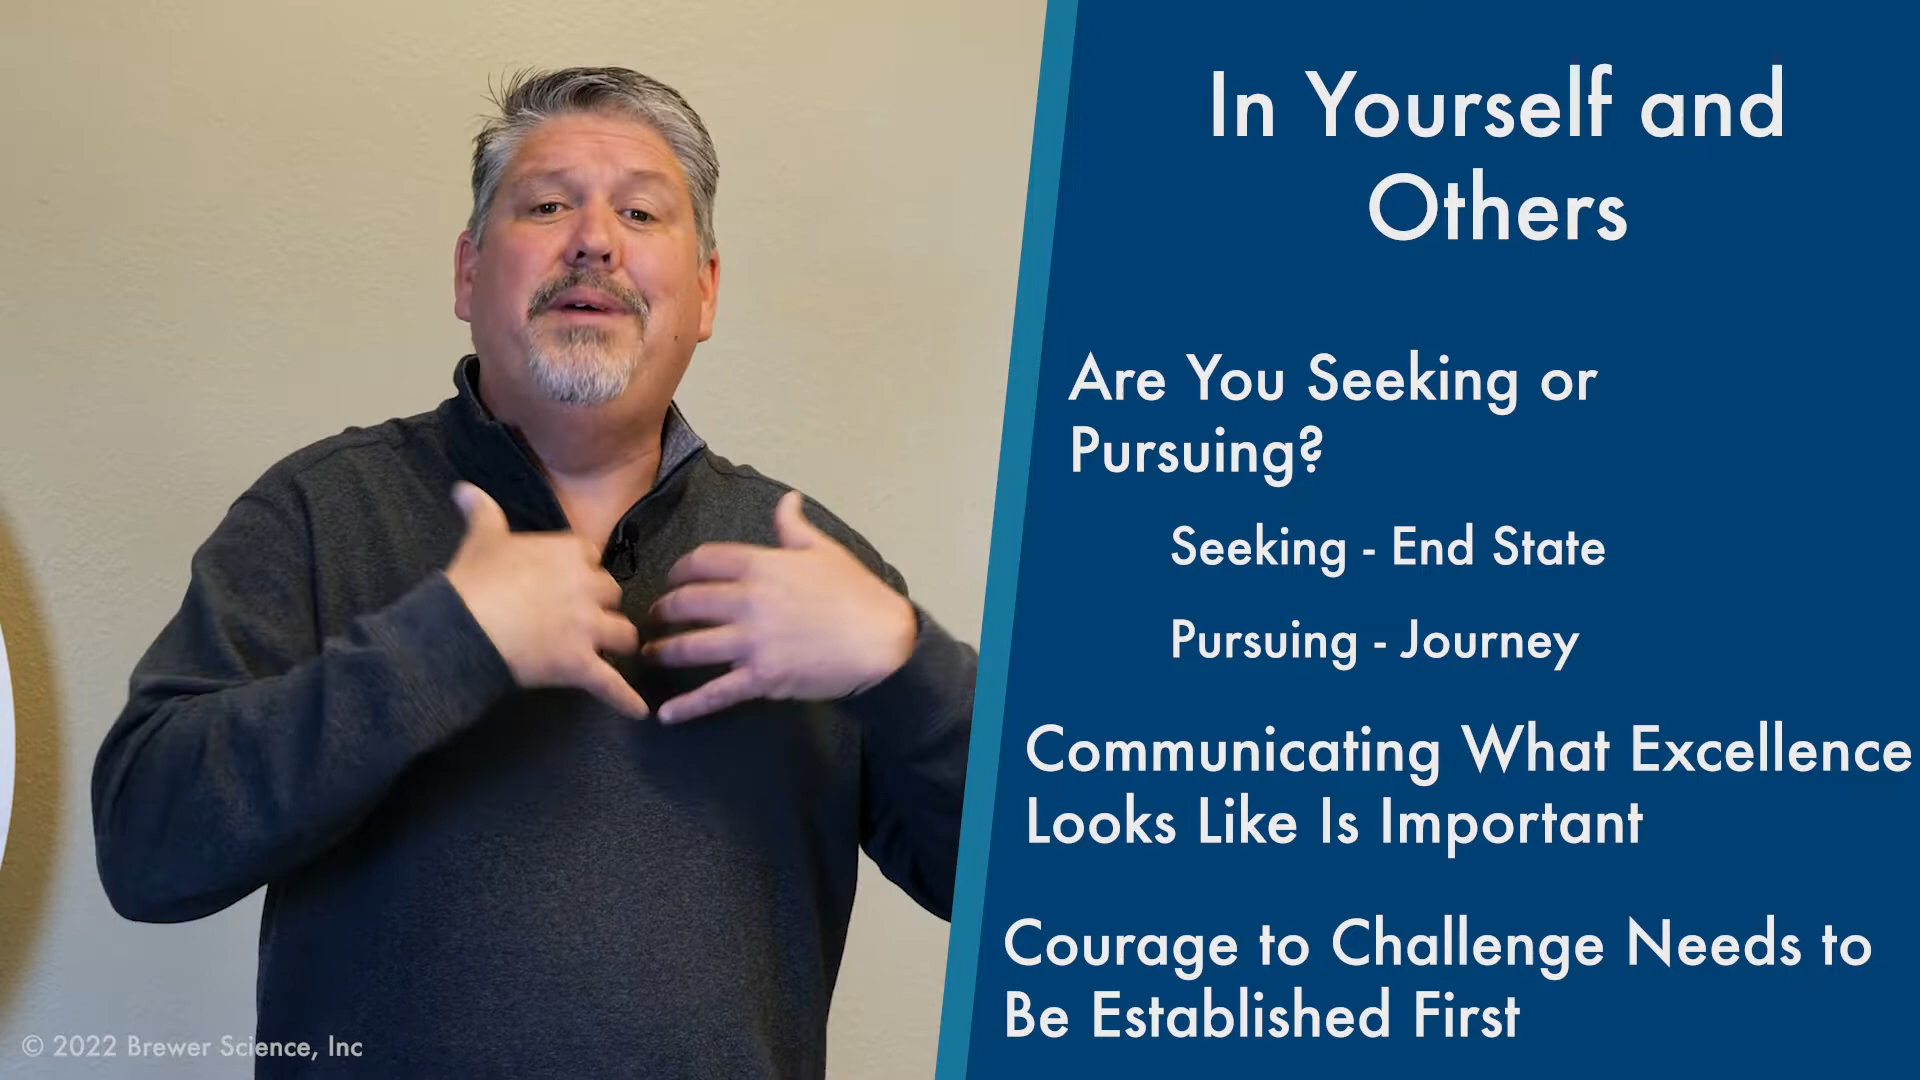 In Yourself and
Others
Are You Seeking or
Pursuing?
Seeking - End State
Pursuing - Journey
Communicating What Excellence
Looks Like Is Important
Courage to Challenge Needs to
Be Established First
© 2022 Brewer Science, Inc